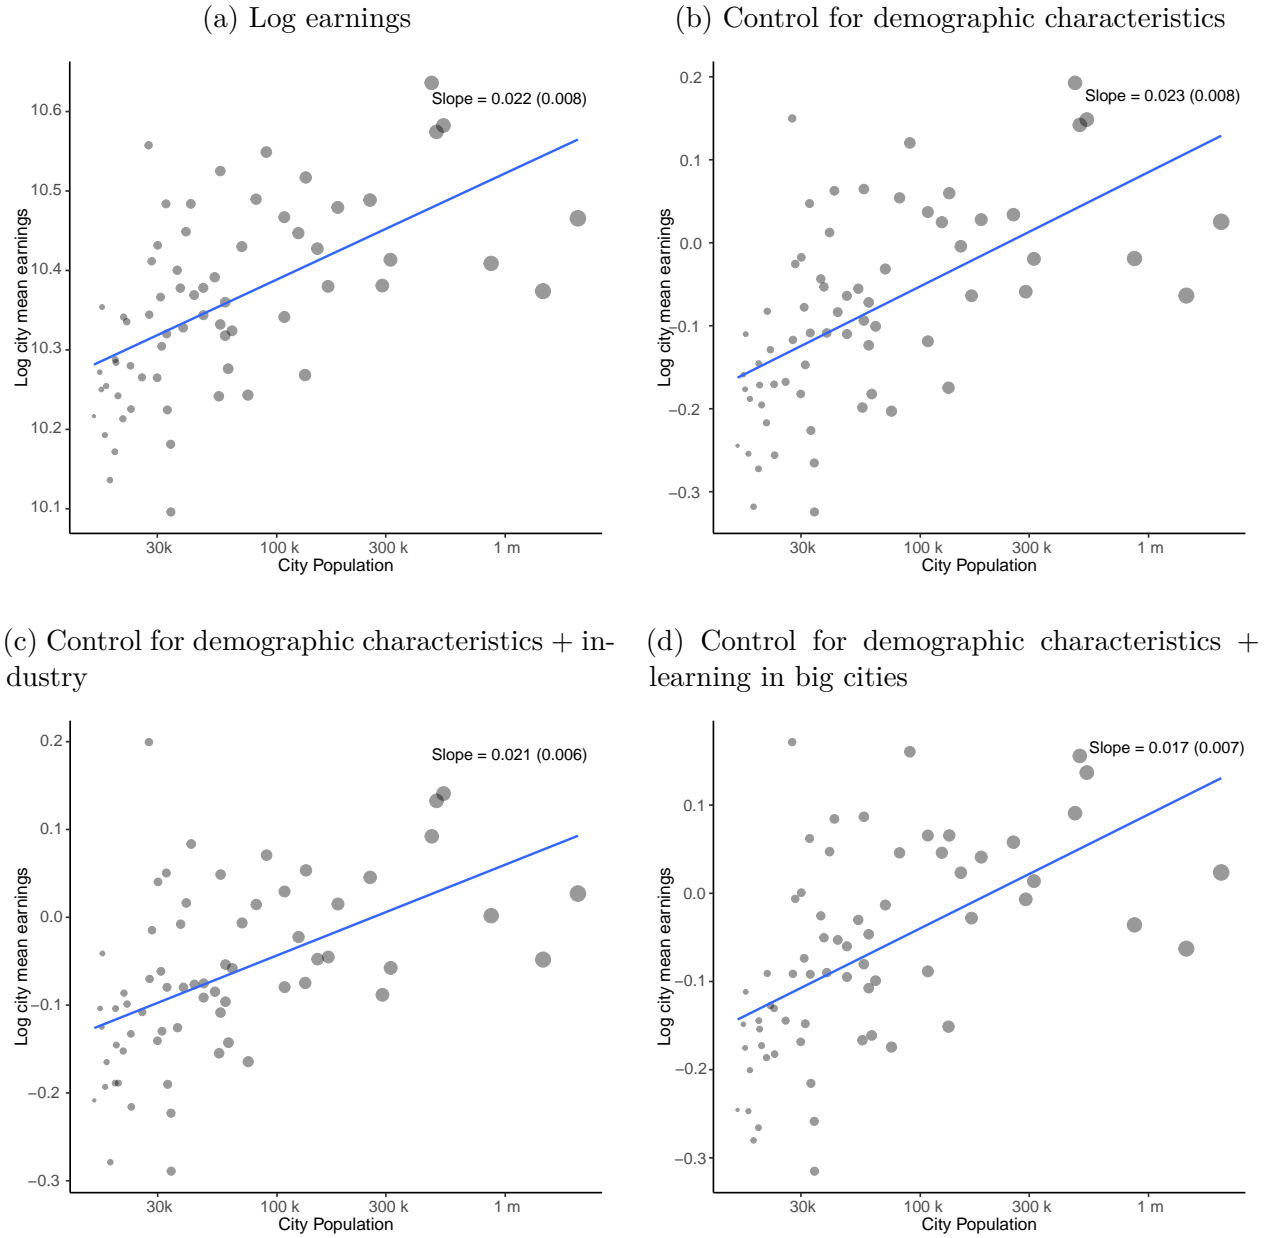 (a) Log earnings
(b) Control for demographic characteristics
10.6
10.5
10.4
10.3
10.2
10.1
Log city mean earnings
Slope = 0.022 (0.008)
30k
100 k
300 k
1 m
City Population
0.2
0.1
0.0
−0.1
−0.2
−0.3
Log city mean earnings
Slope = 0.023 (0.008)
30k
100 k
300 k
1 m
City Population
(c) Control for demographic characteristics + in-
dustry
(d) Control for demographic characteristics +
learning in big cities
0.2
0.1
0.0
−0.1
−0.2
−0.3
Log city mean earnings
Slope = 0.021 (0.006)
30k
100 k
300 k
1 m
City Population
0.1
0.0
−0.1
−0.2
−0.3
Log city mean earnings
Slope = 0.017 (0.007)
30k
100 k
300 k
1 m
City Population